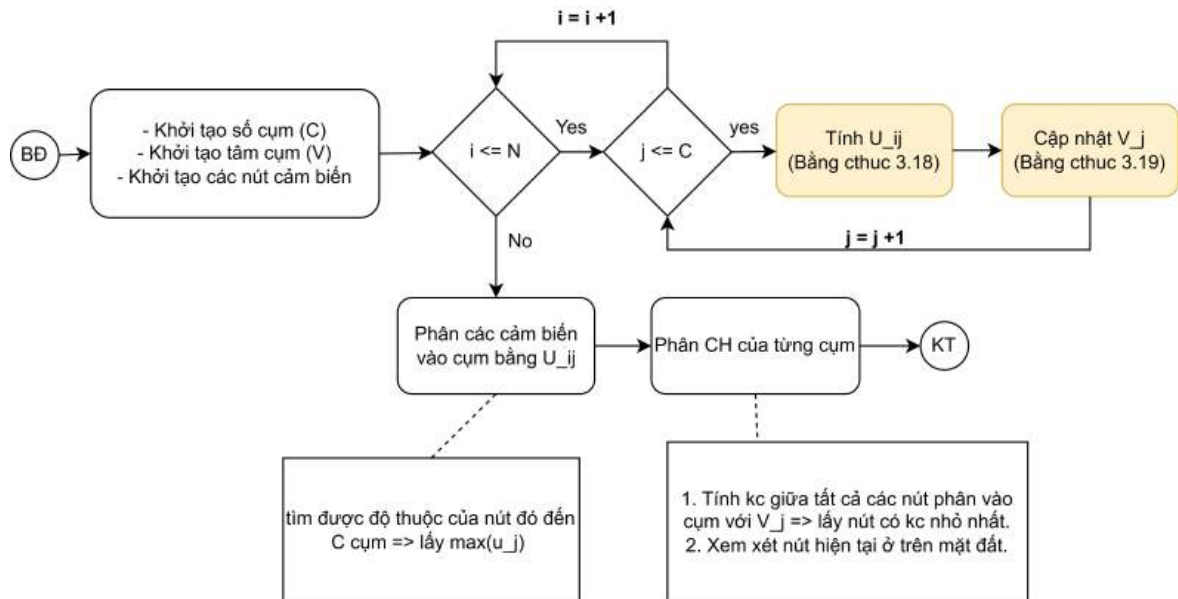 i = i +1
BĐ
- Khởi tạo số cụm (C)
- Khởi tạo tâm cụm (V)
- Khởi tạo các nút cảm biến
i <= N
Yes
j <= C
yes
Tính U_ij
(Bằng cthuc 3.18)
Cập nhật V_j
(Bằng cthuc 3.19)
No
j = j +1
Phân các cảm biến
vào cụm bằng U_ij
Phân CH của từng cụm
KT
tìm được độ thuộc của nút đó đến
C cụm => lấy max(u_j)
1. Tính kc giữa tất cả các nút phân vào
cụm với V_j => lấy nút có kc nhỏ nhất.
2. Xem xét nút hiện tại ở trên mặt đất.